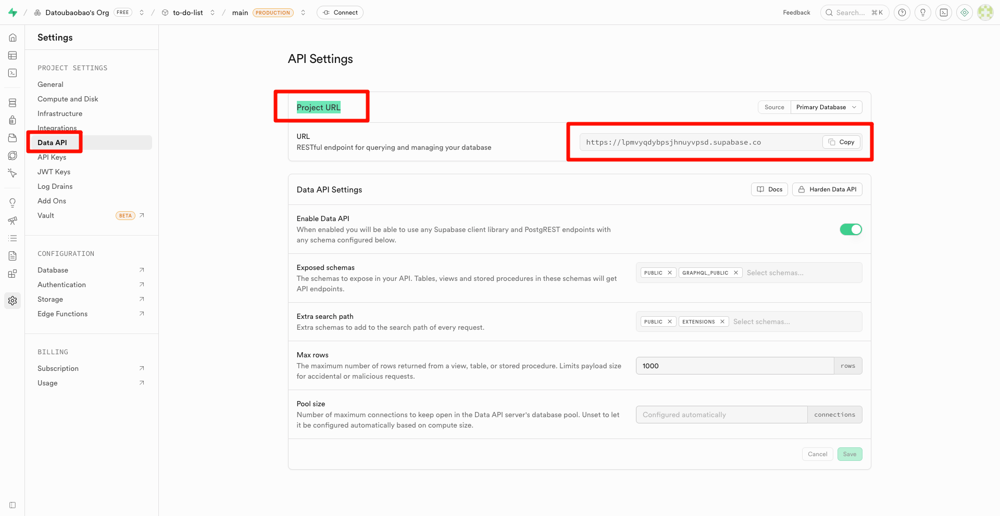 Datoubaobao's Org FREE / to-do-list / main PRODUCTION Connect Feedback Search... ⌘K
Settings
PROJECT SETTINGS
General
Compute and Disk
Infrastructure
Integrations
Data API
API Keys
JWT Keys
Log Drains
Add Ons
Vault BETA
CONFIGURATION
Database
Authentication
Storage
Edge Functions
BILLING
Subscription
Usage
API Settings
Project URL
Source Primary Database
URL
RESTful endpoint for querying and managing your database
https://lpmvyqdybpsjhnuyvpsd.supabase.co Copy
Data API Settings
Docs Harden Data API
Enable Data API
When enabled you will be able to use any Supabase client library and PostgREST endpoints with
any schema configured below.
Exposed schemas
The schemas to expose in your API. Tables, views and stored procedures in these schemas will get
API endpoints.
PUBLIC GRAPHQL_PUBLIC Select schemas...
Extra search path
Extra schemas to add to the search path of every request.
PUBLIC EXTENSIONS Select schemas...
Max rows
The maximum number of rows returned from a view, table, or stored procedure. Limits payload size
for accidental or malicious requests.
1000 rows
Pool size
Number of maximum connections to keep open in the Data API server's database pool. Unset to let
it be configured automatically based on compute size.
Configured automatically connections
Cancel Save